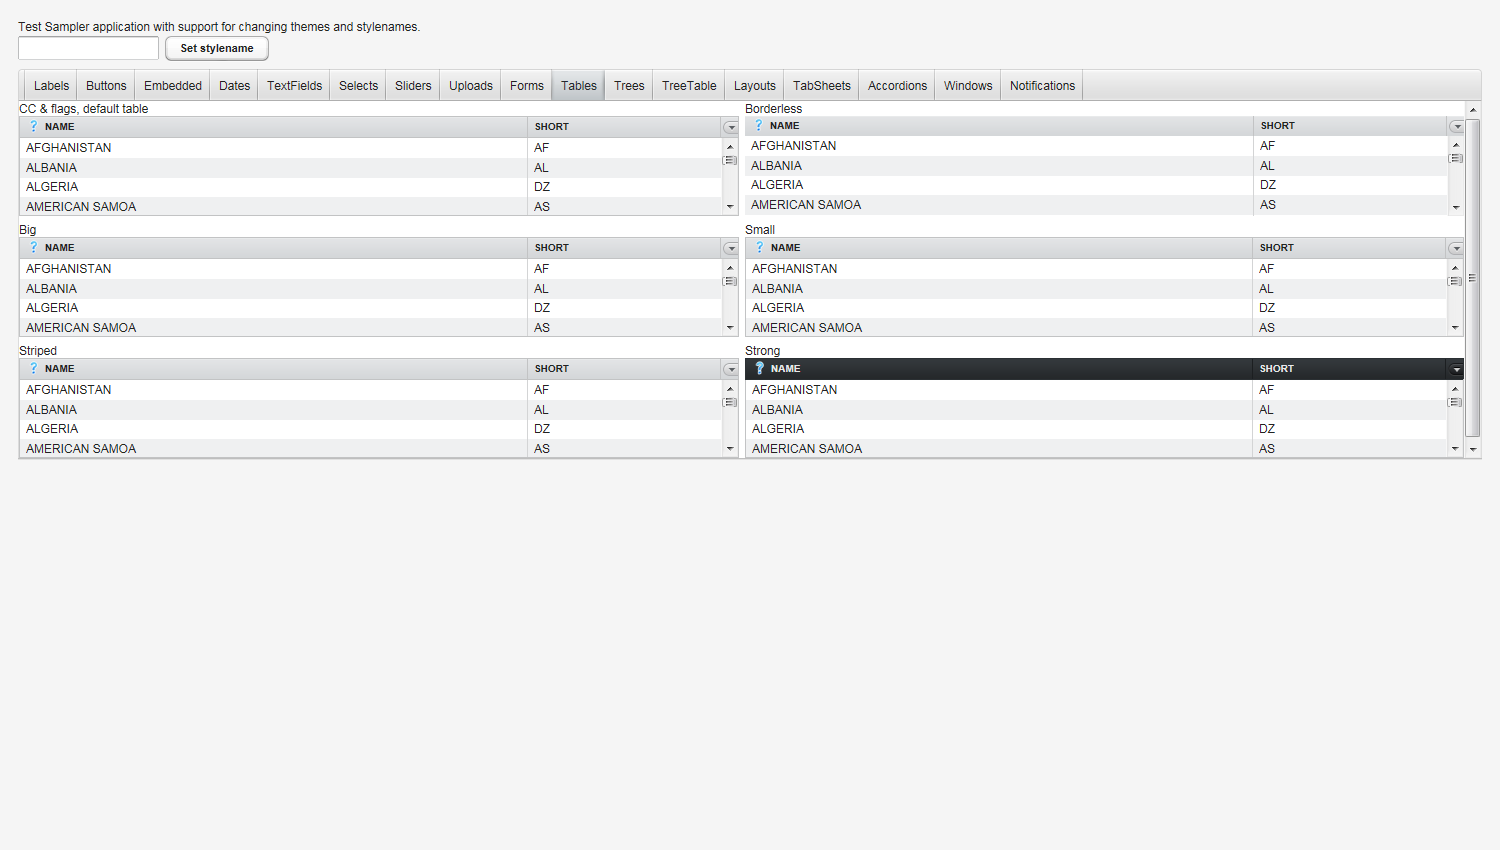 Test Sampler application with support for changing themes and stylenames.
Set stylename
Labels Buttons Embedded Dates TextFields Selects Sliders Uploads Forms Tables Trees TreeTable Layouts TabSheets Accordions Windows Notifications
CC & flags, default table
NAME SHORT
AFGHANISTAN AF
ALBANIA AL
ALGERIA DZ
AMERICAN SAMOA AS
Borderless
NAME SHORT
AFGHANISTAN AF
ALBANIA AL
ALGERIA DZ
AMERICAN SAMOA AS
Big
NAME SHORT
AFGHANISTAN AF
ALBANIA AL
ALGERIA DZ
AMERICAN SAMOA AS
Small
NAME SHORT
AFGHANISTAN AF
ALBANIA AL
ALGERIA DZ
AMERICAN SAMOA AS
Striped
NAME SHORT
AFGHANISTAN AF
ALBANIA AL
ALGERIA DZ
AMERICAN SAMOA AS
Strong
NAME SHORT
AFGHANISTAN AF
ALBANIA AL
ALGERIA DZ
AMERICAN SAMOA AS